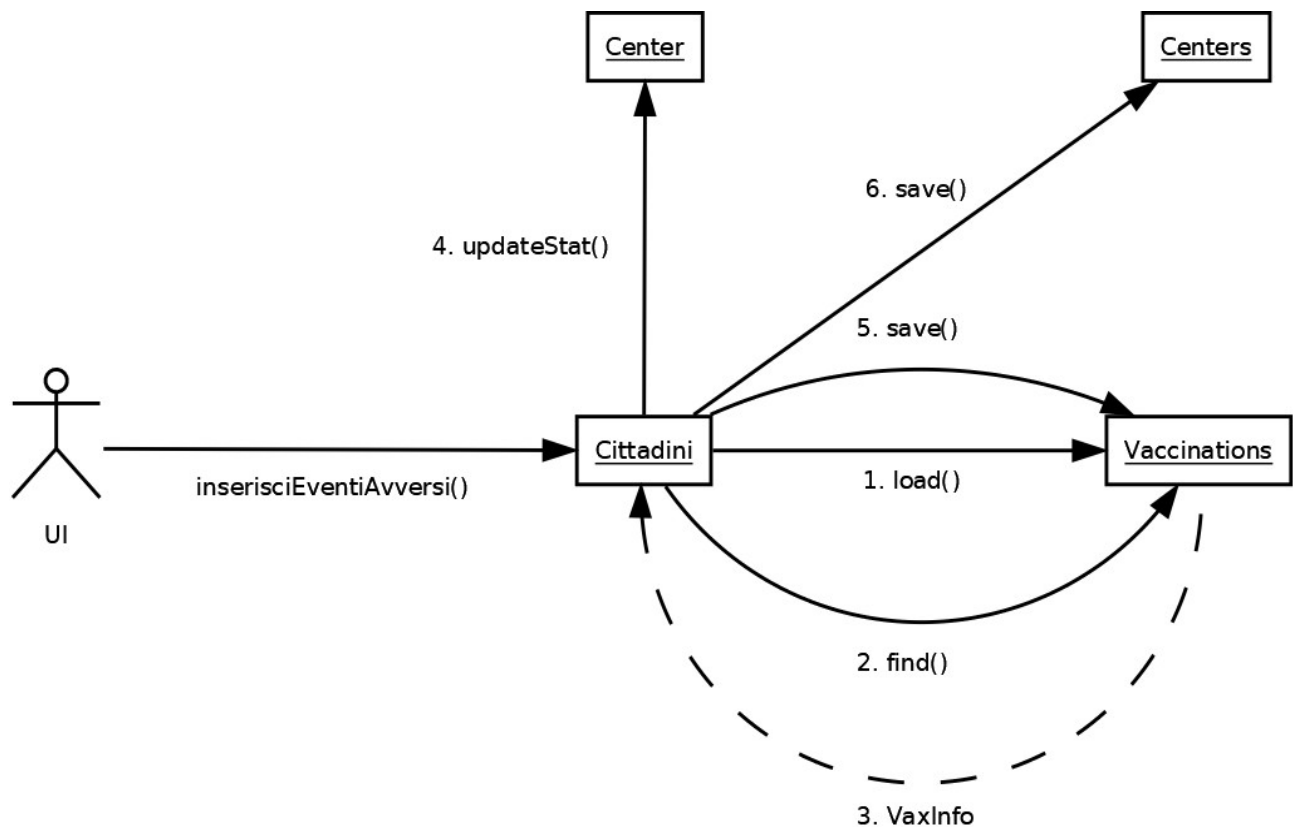 Center
Centers
6. save()
4. updateStat()
5. save()
Cittadini
Vaccinations
1. load()
inserisciEventiAvversi()
UI
2. find()
3. VaxInfo